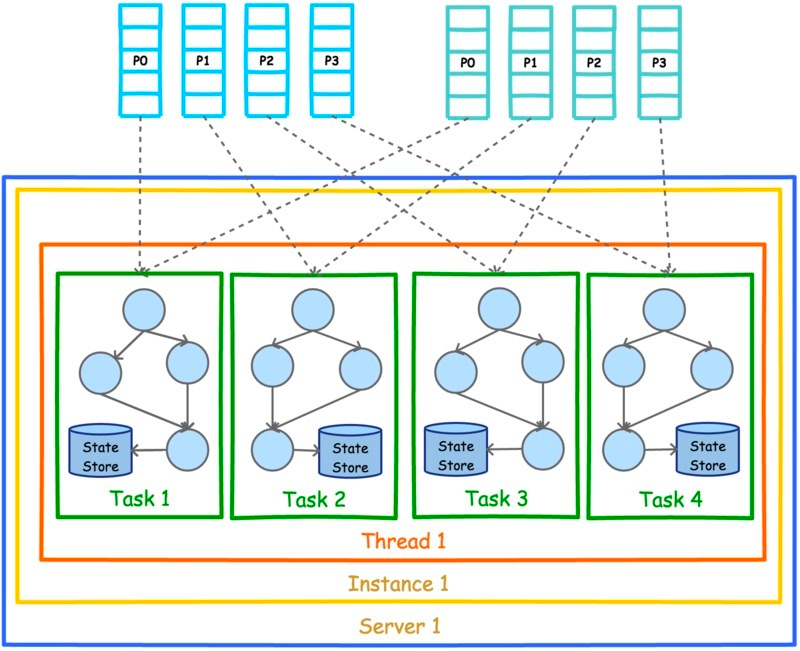 P0 P1 P2 P3 P0 P1 P2 P3
State
Store
State
Store
State
Store
State
Store
Task 1 Task 2 Task 3 Task 4
Thread 1
Instance 1
Server 1